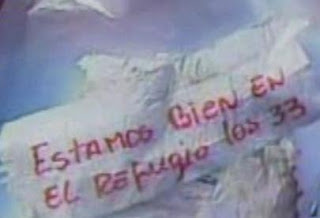 ESTAMOS BIEN EN
EL REFUGIO los 33